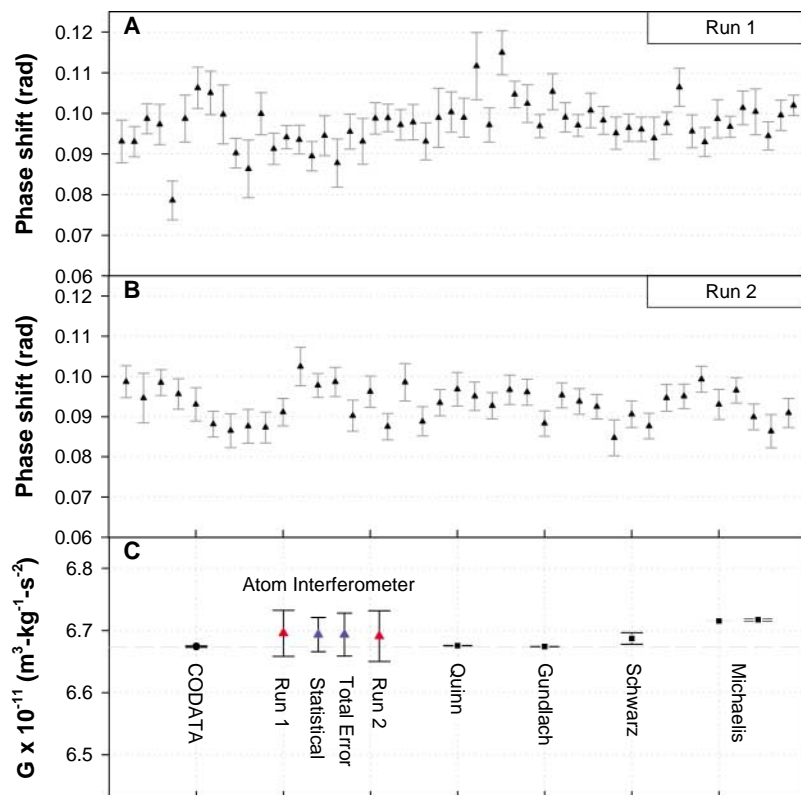 A
Run 1
Phase shift (rad)
0.12
0.11
0.10
0.09
0.08
0.07
0.06
B
Run 2
Phase shift (rad)
0.12
0.10
0.09
0.08
0.07
0.06
C
G x 10⁻¹¹ (m³-kg⁻¹-s⁻²)
6.8
6.7
6.6
6.5
Atom Interferometer
CODATA
Run 1
Statistical
Total Error
Run 2
Quinn
Gundlach
Schwarz
Michaelis